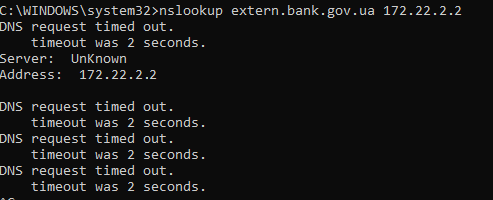 C:\WINDOWS\system32>nslookup extern.bank.gov.ua 172.22.2.2
DNS request timed out.
    timeout was 2 seconds.
Server:  UnKnown
Address:  172.22.2.2

DNS request timed out.
    timeout was 2 seconds.
DNS request timed out.
    timeout was 2 seconds.
DNS request timed out.
    timeout was 2 seconds.